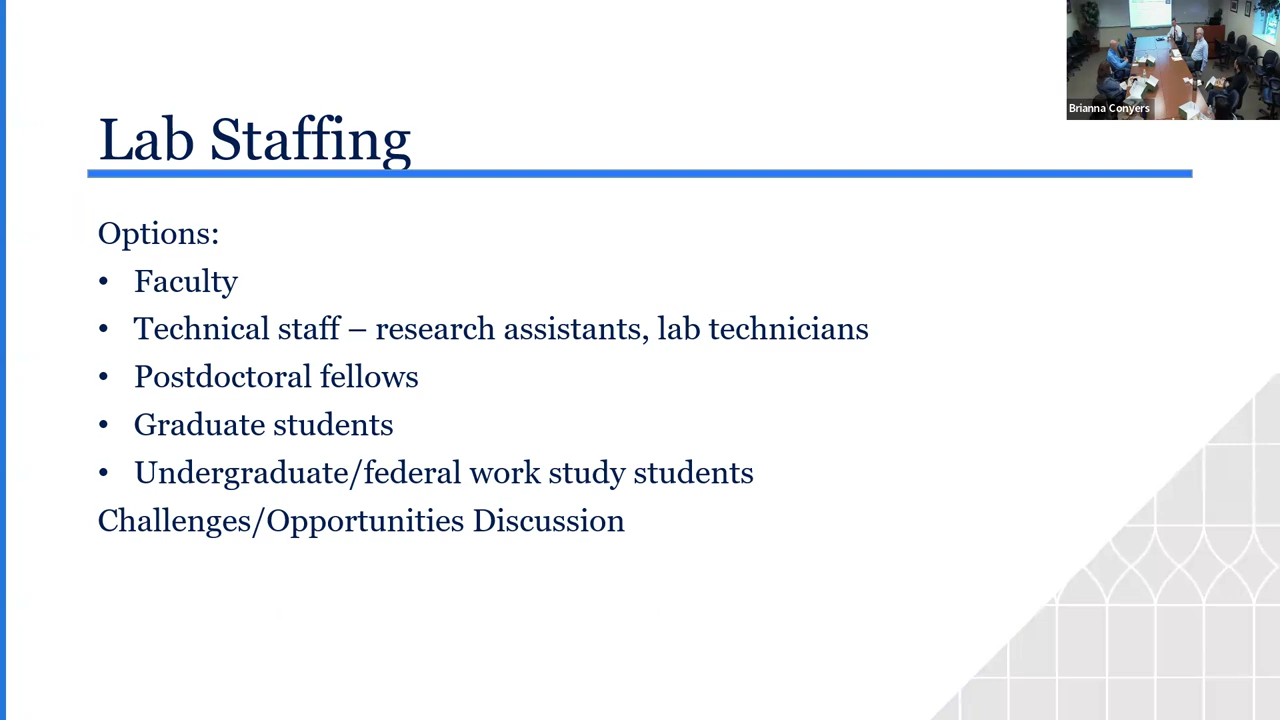 Brianna Conyers
Lab Staffing
Options:
• Faculty
• Technical staff – research assistants, lab technicians
• Postdoctoral fellows
• Graduate students
• Undergraduate/federal work study students
Challenges/Opportunities Discussion